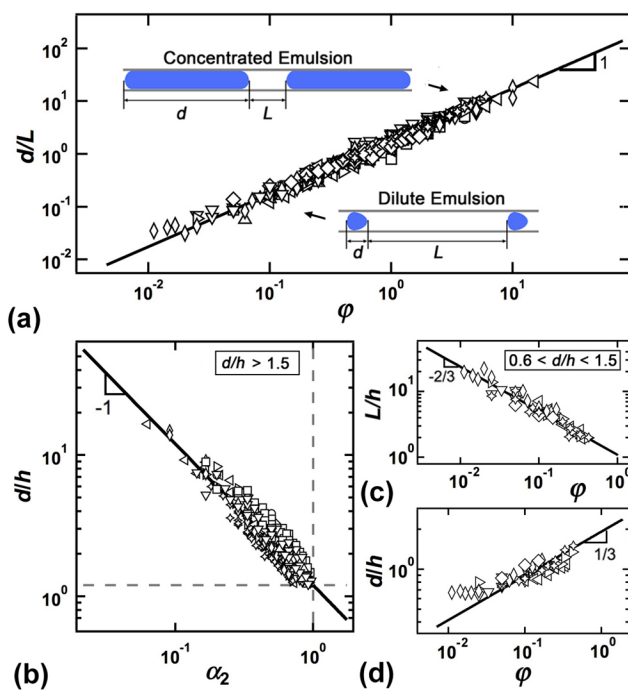 10²
Concentrated Emulsion
1
10¹
d
L
d/L
10⁰
Dilute Emulsion
10⁻¹
d
L
10⁻²
10⁻²
10⁻¹
10⁰
10¹
(a)
φ
d/h > 1.5
-1
10¹
d/h
10⁰
10⁻¹
10⁰
(b)
α₂
0.6 < d/h < 1.5
-2/3
L/h
10¹
10⁰
10⁻²
10⁻¹
10⁰
(c)
φ
1/3
d/h
10⁰
10⁻²
10⁻¹
10⁰
(d)
φ